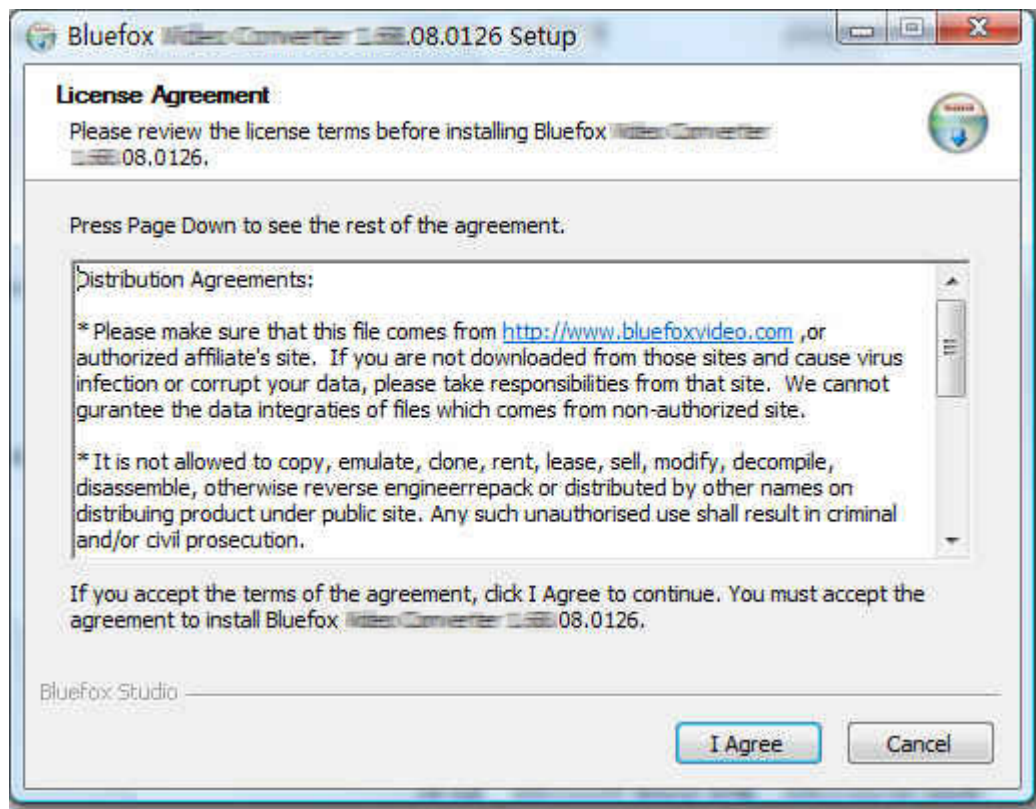 Bluefox .08.0126 Setup
License Agreement
Please review the license terms before installing Bluefox
08.0126.
Press Page Down to see the rest of the agreement.
Distribution Agreements:
* Please make sure that this file comes from http://www.bluefoxvideo.com ,or
authorized affiliate's site. If you are not downloaded from those sites and cause virus
infection or corrupt your data, please take responsibilities from that site. We cannot
gurantee the data integraties of files which comes from non-authorized site.
* It is not allowed to copy, emulate, clone, rent, lease, sell, modify, decompile,
disassemble, otherwise reverse engineerrepack or distributed by other names on
distribuing product under public site. Any such unauthorised use shall result in criminal
and/or civil prosecution.
If you accept the terms of the agreement, click I Agree to continue. You must accept the
agreement to install Bluefox 08.0126.
Bluefox Studio
I Agree
Cancel